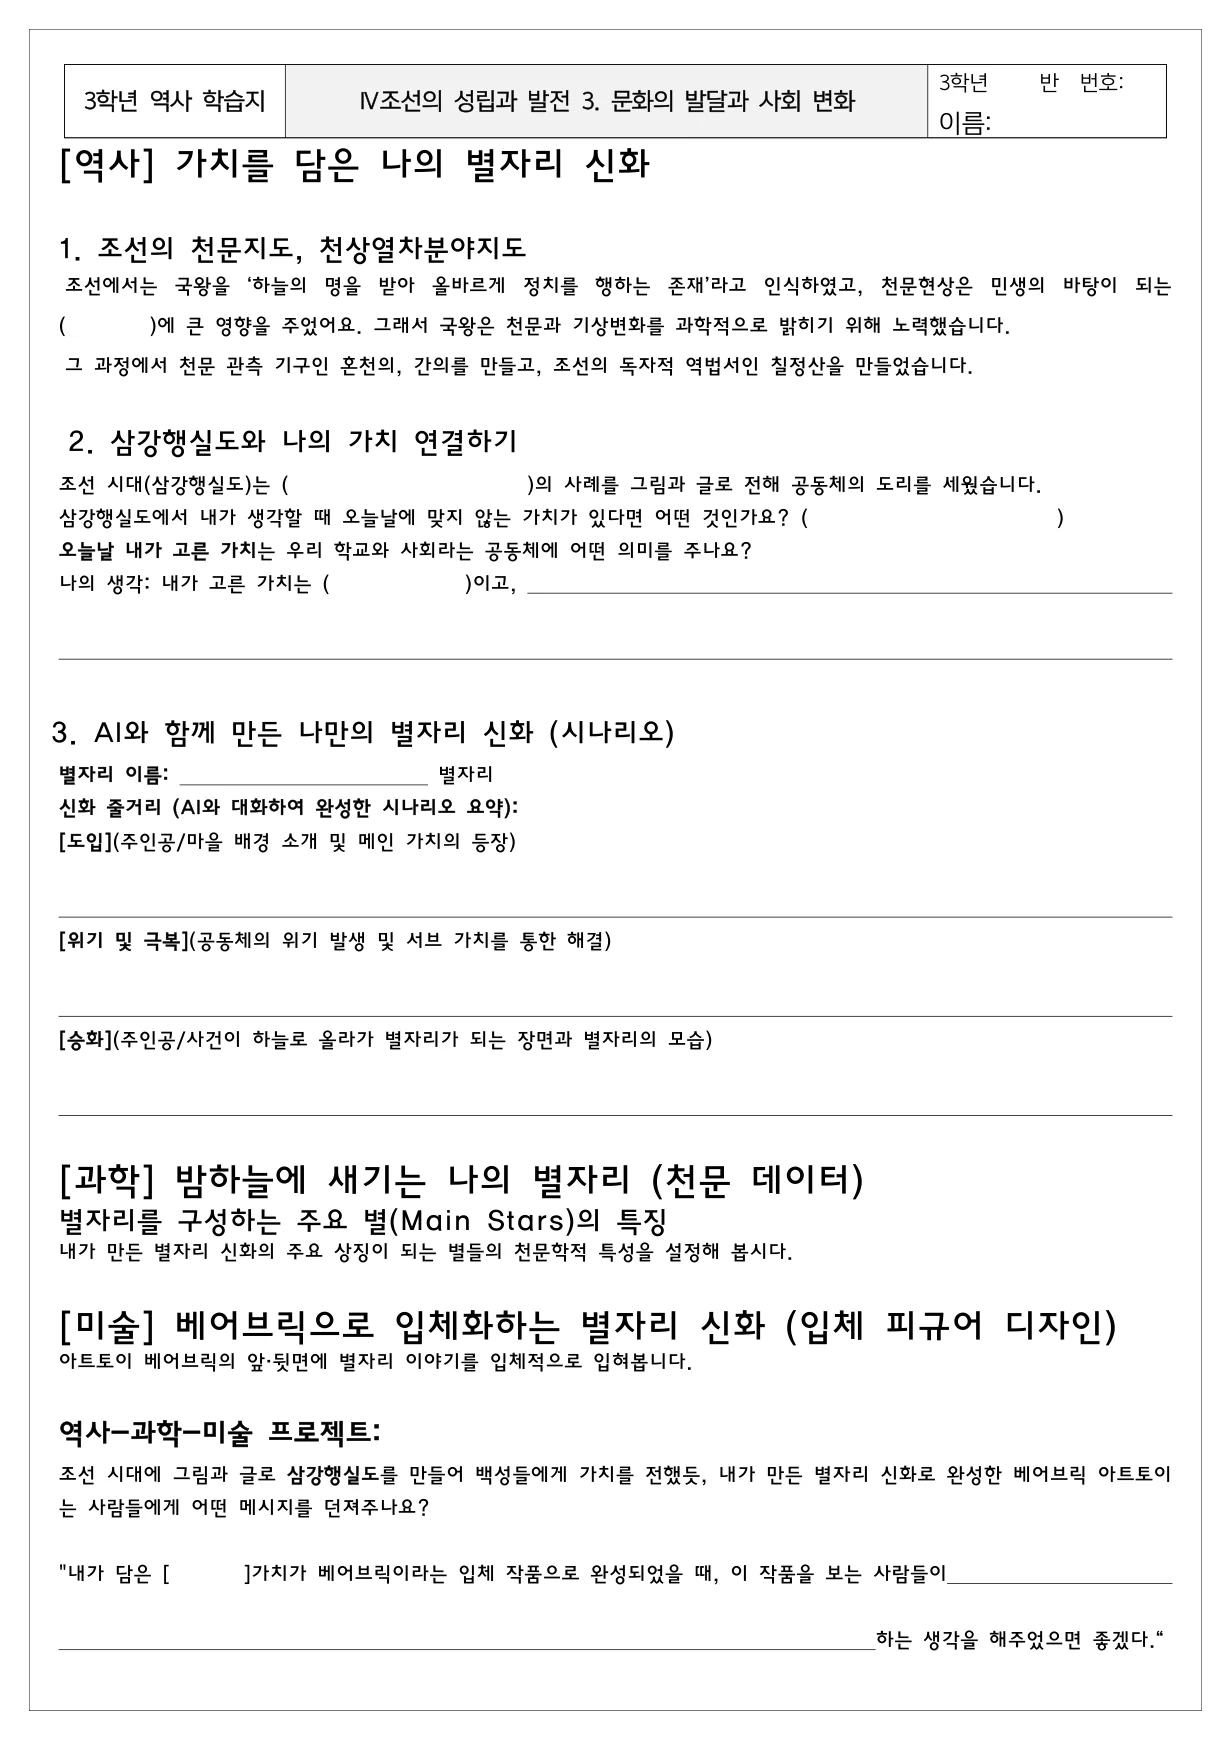 3학년 역사 학습지
Ⅳ조선의 성립과 발전 3. 문화의 발달과 사회 변화
3학년 반 번호:
이름:
[역사] 가치를 담은 나의 별자리 신화
1. 조선의 천문지도, 천상열차분야지도
조선에서는 국왕을 ‘하늘의 명을 받아 올바르게 정치를 행하는 존재’라고 인식하였고, 천문현상은 민생의 바탕이 되는
( )에 큰 영향을 주었어요. 그래서 국왕은 천문과 기상변화를 과학적으로 밝히기 위해 노력했습니다.
그 과정에서 천문 관측 기구인 혼천의, 간의를 만들고, 조선의 독자적 역법서인 칠정산을 만들었습니다.
2. 삼강행실도와 나의 가치 연결하기
조선 시대(삼강행실도)는 ( )의 사례를 그림과 글로 전해 공동체의 도리를 세웠습니다.
삼강행실도에서 내가 생각할 때 오늘날에 맞지 않는 가치가 있다면 어떤 것인가요? ( )
오늘날 내가 고른 가치는 우리 학교와 사회라는 공동체에 어떤 의미를 주나요?
나의 생각: 내가 고른 가치는 ( )이고,
3. AI와 함께 만든 나만의 별자리 신화 (시나리오)
별자리 이름: 별자리
신화 줄거리 (AI와 대화하여 완성한 시나리오 요약):
[도입](주인공/마을 배경 소개 및 메인 가치의 등장)
[위기 및 극복](공동체의 위기 발생 및 서브 가치를 통한 해결)
[승화](주인공/사건이 하늘로 올라가 별자리가 되는 장면과 별자리의 모습)
[과학] 밤하늘에 새기는 나의 별자리 (천문 데이터)
별자리를 구성하는 주요 별(Main Stars)의 특징
내가 만든 별자리 신화의 주요 상징이 되는 별들의 천문학적 특성을 설정해 봅시다.
[미술] 베어브릭으로 입체화하는 별자리 신화 (입체 피규어 디자인)
아트토이 베어브릭의 앞·뒷면에 별자리 이야기를 입체적으로 입혀봅니다.
역사-과학-미술 프로젝트:
조선 시대에 그림과 글로 삼강행실도를 만들어 백성들에게 가치를 전했듯, 내가 만든 별자리 신화로 완성한 베어브릭 아트토이
는 사람들에게 어떤 메시지를 던져주나요?
"내가 담은 [ ]가치가 베어브릭이라는 입체 작품으로 완성되었을 때, 이 작품을 보는 사람들이
하는 생각을 해주었으면 좋겠다.“